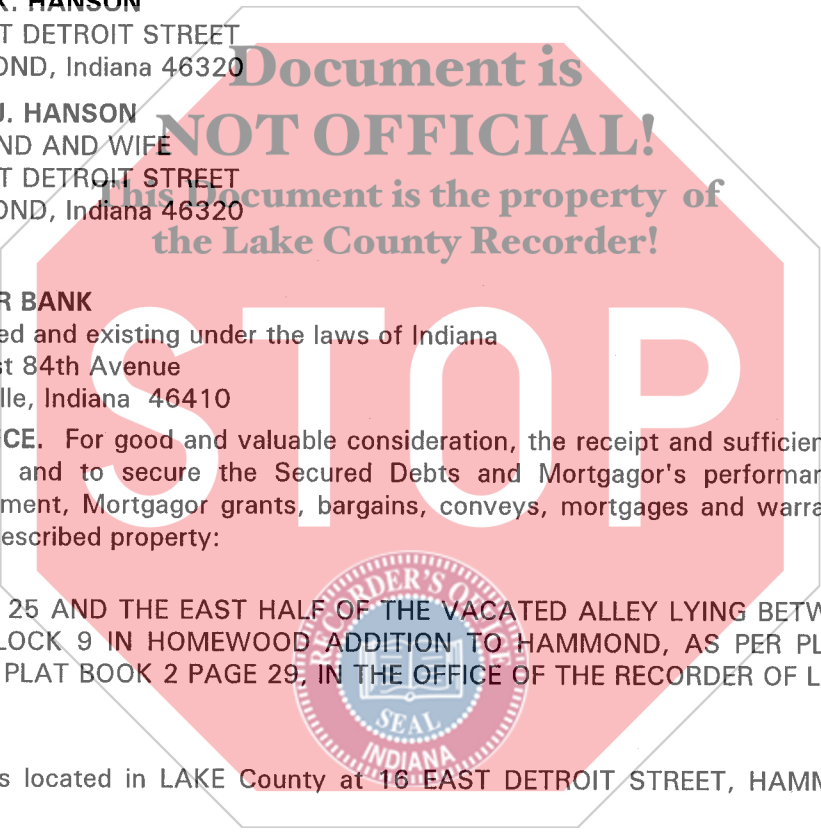 K. HANSON
T DETROIT STREET
OND, Indiana 46320
Document is
J. HANSON
NOT OFFICIAL!
ND AND WIFE
T DETROIT STREET
This Document is the property of
OND, Indiana 46320
the Lake County Recorder!
R BANK
ed and existing under the laws of Indiana
st 84th Avenue
lle, Indiana 46410
STOP
CE. For good and valuable consideration, the receipt and sufficien
and to secure the Secured Debts and Mortgagor's performan
ment, Mortgagor grants, bargains, conveys, mortgages and warra
escribed property:
RECORDER'S OFFICE
25 AND THE EAST HALF OF THE VACATED ALLEY LYING BETW
LOCK 9 IN HOMEWOOD ADDITION TO HAMMOND, AS PER PL
PLAT BOOK 2 PAGE 29, IN THE OFFICE OF THE RECORDER OF L
SEAL
INDIANA
s located in LAKE County at 16 EAST DETROIT STREET, HAMM